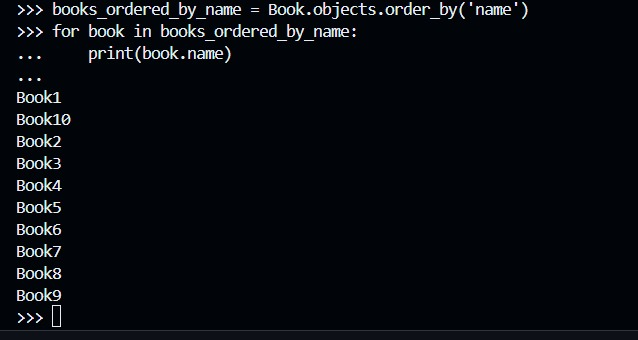 >>> books_ordered_by_name = Book.objects.order_by('name')
>>> for book in books_ordered_by_name:
...     print(book.name)
...
Book1
Book10
Book2
Book3
Book4
Book5
Book6
Book7
Book8
Book9
>>>